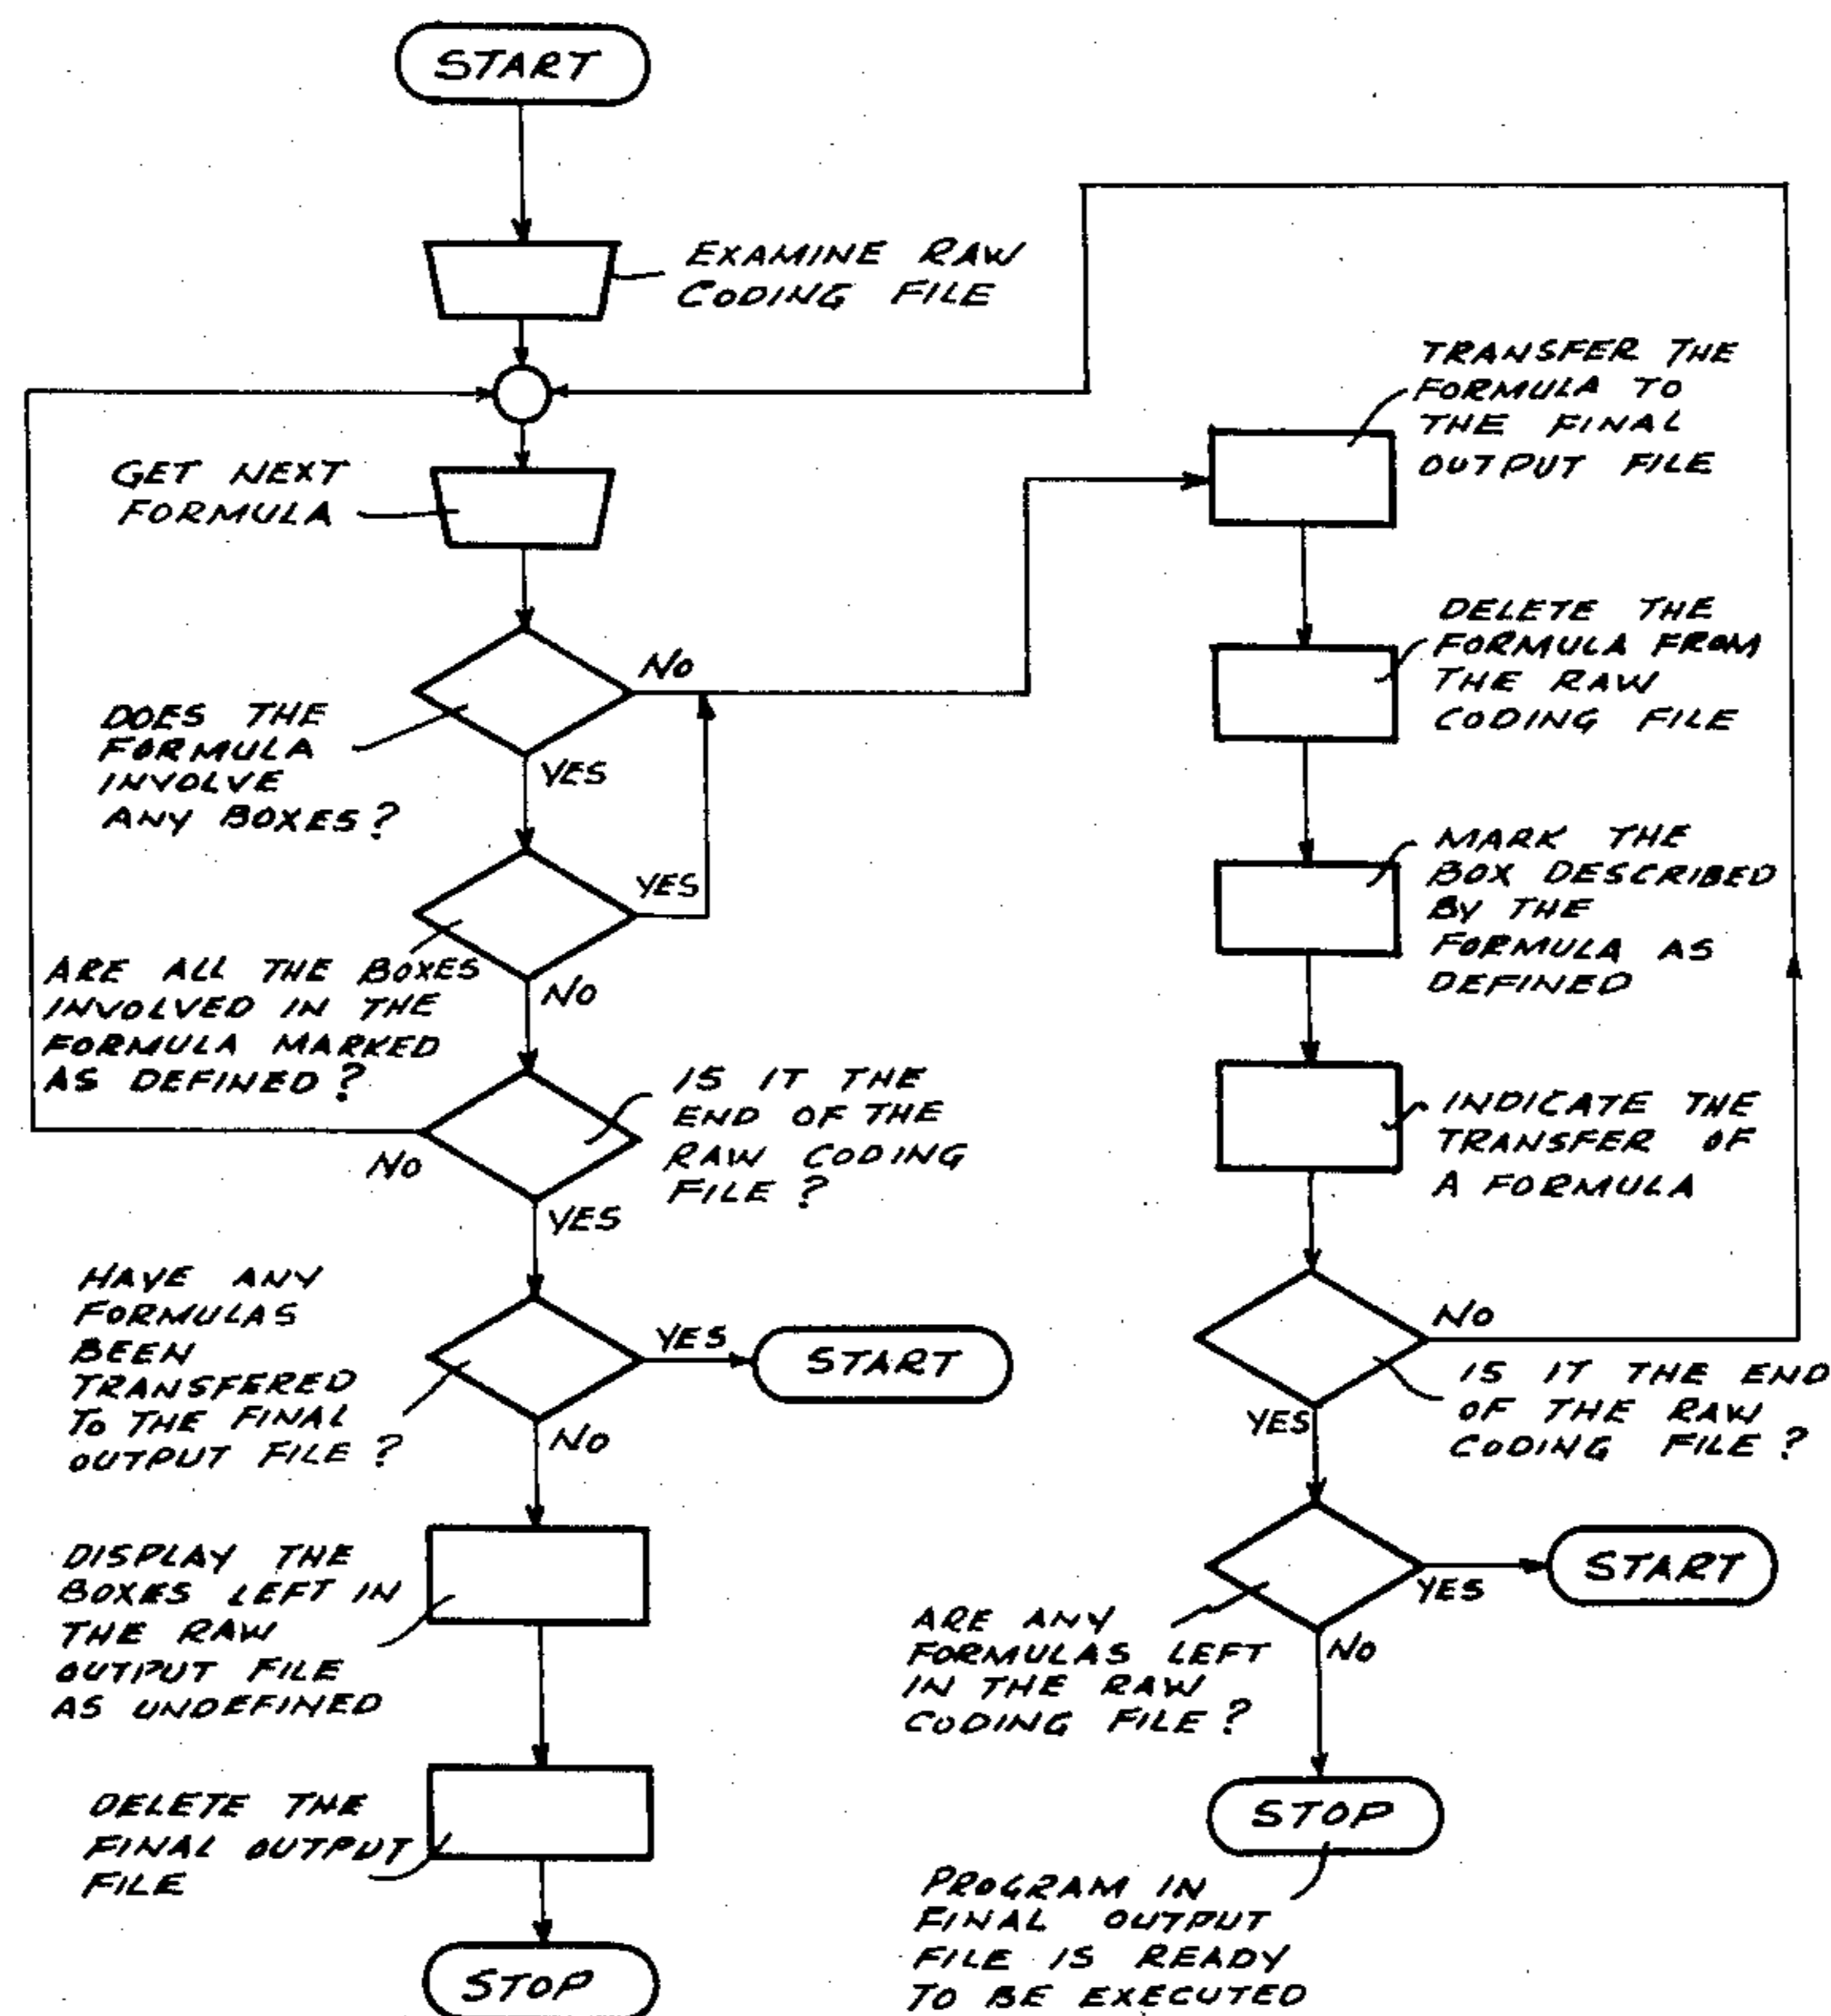 START
EXAMINE RAW
CODING FILE
GET NEXT
FORMULA
DOES THE
FORMULA
INVOLVE
ANY BOXES?
NO
YES
ARE ALL THE BOXES
INVOLVED IN THE
FORMULA MARKED
AS DEFINED?
YES
NO
IS IT THE
END OF THE
RAW CODING
FILE?
NO
YES
HAVE ANY
FORMULAS
BEEN
TRANSFERED
TO THE FINAL
OUTPUT FILE?
YES
START
NO
DISPLAY THE
BOXES LEFT IN
THE RAW
OUTPUT FILE
AS UNDEFINED
DELETE THE
FINAL OUTPUT
FILE
STOP
TRANSFER THE
FORMULA TO
THE FINAL
OUTPUT FILE
DELETE THE
FORMULA FROM
THE RAW
CODING FILE
MARK THE
BOX DESCRIBED
BY THE
FORMULA AS
DEFINED
INDICATE THE
TRANSFER OF
A FORMULA
NO
IS IT THE END
OF THE RAW
CODING FILE?
YES
ARE ANY
FORMULAS LEFT
IN THE RAW
CODING FILE?
YES
START
NO
STOP
PROGRAM IN
FINAL OUTPUT
FILE IS READY
TO BE EXECUTED